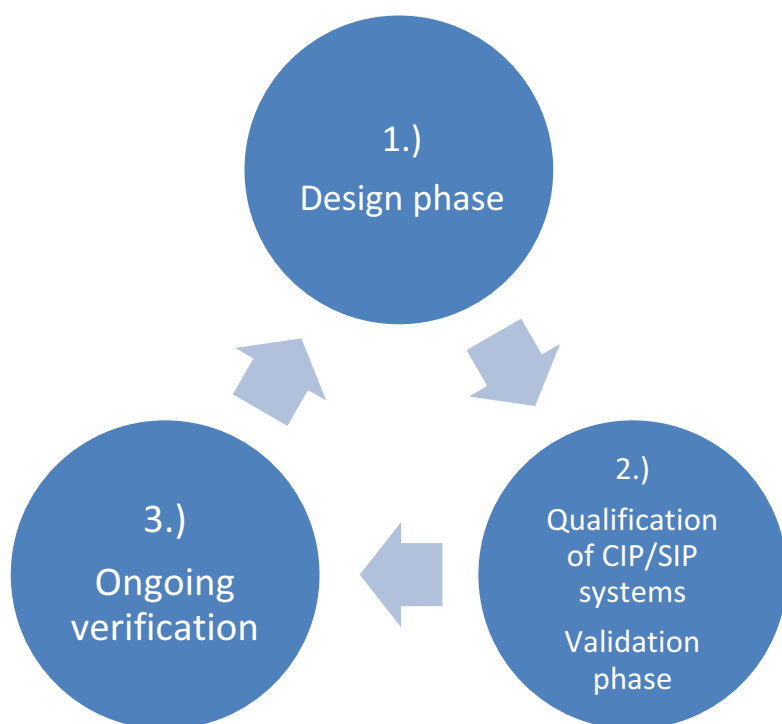 1.)
Design phase
2.)
Qualification
of CIP/SIP
systems
Validation
phase
3.)
Ongoing
verification